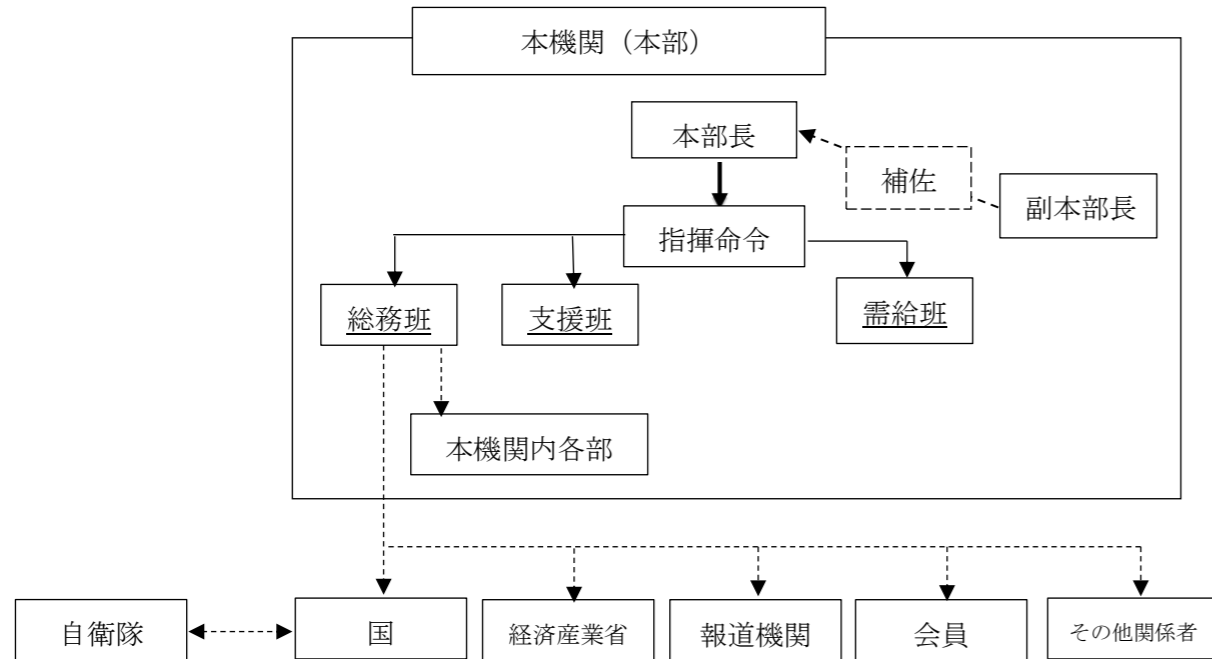 本機関（本部）
本部長
補佐
副本部長
指揮命令
総務班
支援班
需給班
本機関内各部
自衛隊
国
経済産業省
報道機関
会員
その他関係者